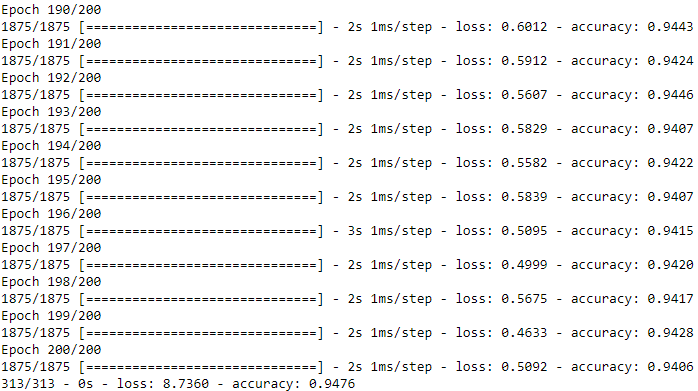 Epoch 190/200
1875/1875 [==============================] - 2s 1ms/step - loss: 0.6012 - accuracy: 0.9443
Epoch 191/200
1875/1875 [==============================] - 2s 1ms/step - loss: 0.5912 - accuracy: 0.9424
Epoch 192/200
1875/1875 [==============================] - 2s 1ms/step - loss: 0.5607 - accuracy: 0.9446
Epoch 193/200
1875/1875 [==============================] - 2s 1ms/step - loss: 0.5829 - accuracy: 0.9407
Epoch 194/200
1875/1875 [==============================] - 2s 1ms/step - loss: 0.5582 - accuracy: 0.9422
Epoch 195/200
1875/1875 [==============================] - 2s 1ms/step - loss: 0.5839 - accuracy: 0.9407
Epoch 196/200
1875/1875 [==============================] - 3s 1ms/step - loss: 0.5095 - accuracy: 0.9415
Epoch 197/200
1875/1875 [==============================] - 2s 1ms/step - loss: 0.4999 - accuracy: 0.9420
Epoch 198/200
1875/1875 [==============================] - 2s 1ms/step - loss: 0.5675 - accuracy: 0.9417
Epoch 199/200
1875/1875 [==============================] - 2s 1ms/step - loss: 0.4633 - accuracy: 0.9428
Epoch 200/200
1875/1875 [==============================] - 2s 1ms/step - loss: 0.5092 - accuracy: 0.9406
313/313 - 0s - loss: 8.7360 - accuracy: 0.9476